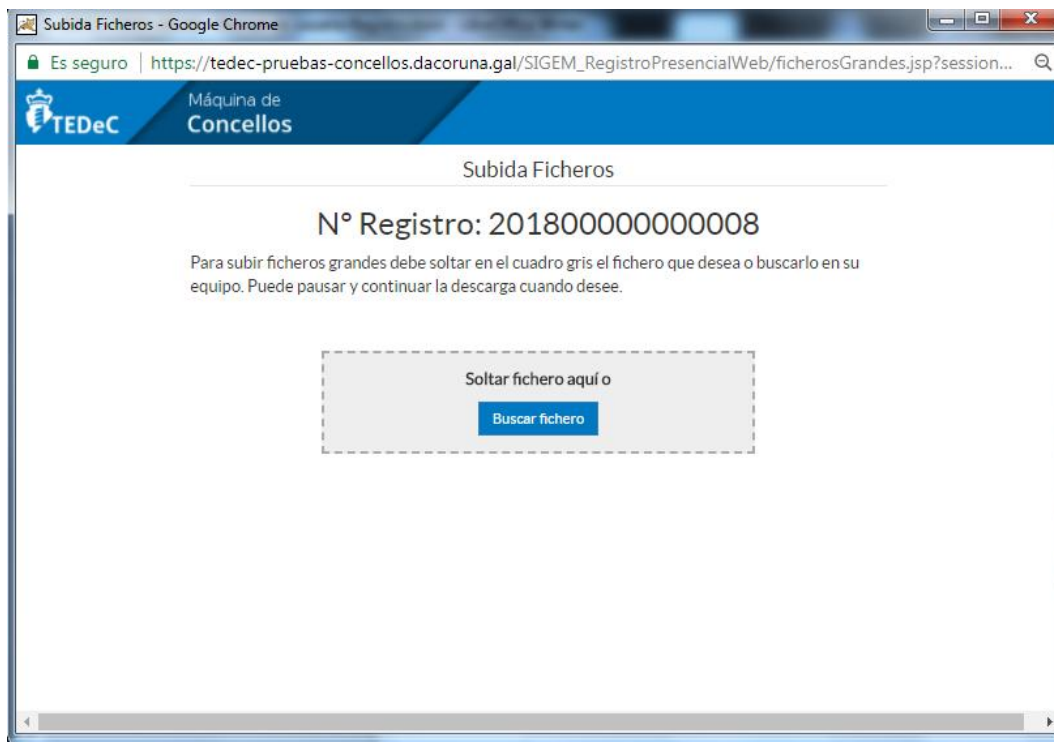 Subida Ficheros - Google Chrome
Es seguro | https://tedec-pruebas-concellos.dacoruna.gal/SIGEM_RegistroPresencialWeb/ficherosGrandes.jsp?session...
TEDeC
Máquina de
Concellos
Subida Ficheros
N° Registro: 201800000000008
Para subir ficheros grandes debe soltar en el cuadro gris el fichero que desea o buscarlo en su
equipo. Puede pausar y continuar la descarga cuando desee.
Soltar fichero aquí o
Buscar fichero